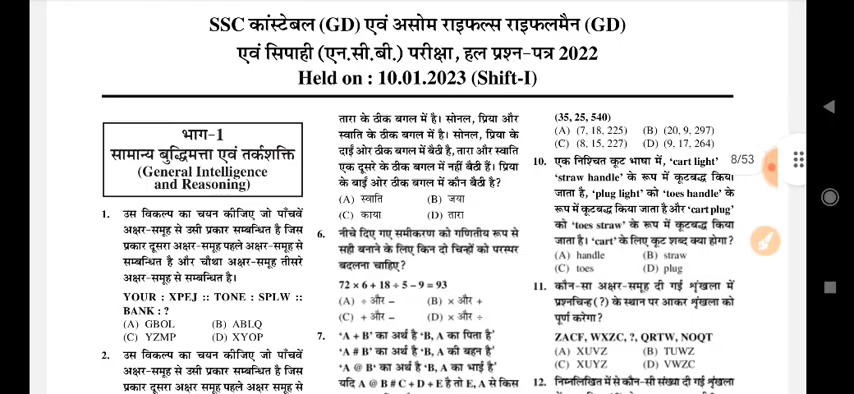 SSC कांस्टेबल (GD) एवं असोम राइफल्स राइफलमैन (GD)
एवं सिपाही (एन.सी.बी.) परीक्षा, हल प्रश्न-पत्र 2022
Held on : 10.01.2023 (Shift-I)
भाग-1
सामान्य बुद्धिमत्ता एवं तर्कशक्ति
(General Intelligence
and Reasoning)
1. उस विकल्प का चयन कीजिए जो पाँचवें
अक्षर-समूह से उसी प्रकार सम्बन्धित है जिस
प्रकार दूसरा अक्षर-समूह पहले अक्षर-समूह से
सम्बन्धित है और चौथा अक्षर-समूह तीसरे
अक्षर-समूह से सम्बन्धित है।
YOUR : XPEJ :: TONE : SPLW ::
BANK : ?
(A) GBOL (B) ABLQ
(C) YZMP (D) XYOP
2. उस विकल्प का चयन कीजिए जो पाँचवें
अक्षर-समूह से उसी प्रकार सम्बन्धित है जिस
प्रकार दूसरा अक्षर समूह पहले अक्षर-समूह से
तारा के ठीक बगल में है। सोनल, प्रिया और
स्वाति के ठीक बगल में है। सोनल, प्रिया के
दाईं ओर ठीक बगल में बैठी है, तारा और स्वाति
एक दूसरे के ठीक बगल में नहीं बैठी हैं। प्रिया
के बाईं ओर ठीक बगल में कौन बैठी है?
(A) स्वाति (B) जया
(C) काया (D) तारा
6. नीचे दिए गए समीकरण को गणितीय रूप से
सही बनाने के लिए किन दो चिन्हों को परस्पर
बदलना चाहिए?
72 × 6 + 18 ÷ 5 – 9 = 93
(A) ÷ और – (B) × और +
(C) + और – (D) × और ÷
7. ‘A + B’ का अर्थ है ‘B, A का पिता है’
‘A # B’ का अर्थ है ‘B, A की बहन है’
‘A @ B‘ का अर्थ है ‘B, A का भाई है’
यदि A @ B # C + D + E है तो E, A से किस
(35, 25, 540)
(A) (7, 18, 225) (B) (20, 9, 297)
(C) (8, 15, 227) (D) (9, 17, 264)
10. एक निश्चित कूट भाषा में, ‘cart light’
‘straw handle’ के रूप में कूटबद्ध किया
जाता है, ‘plug light’ को ‘toes handle’ के
रूप में कूटबद्ध किया जाता है और ‘cart plug’
को ‘toes straw’ के रूप में कूटबद्ध किया
जाता है। ‘cart’ के लिए कूट शब्द क्या होगा?
(A) handle (B) straw
(C) toes (D) plug
11. कौन-सा अक्षर-समूह दी गई शृंखला में
प्रश्नचिन्ह (?) के स्थान पर आकर शृंखला को
पूर्ण करेगा?
ZACF, WXZC, ?, QRTW, NOQT
(A) XUVZ (B) TUWZ
(C) XUYZ (D) VWZC
12. निम्नलिखित में से कौन-सी संख्या दी गई शृंखला
8/53